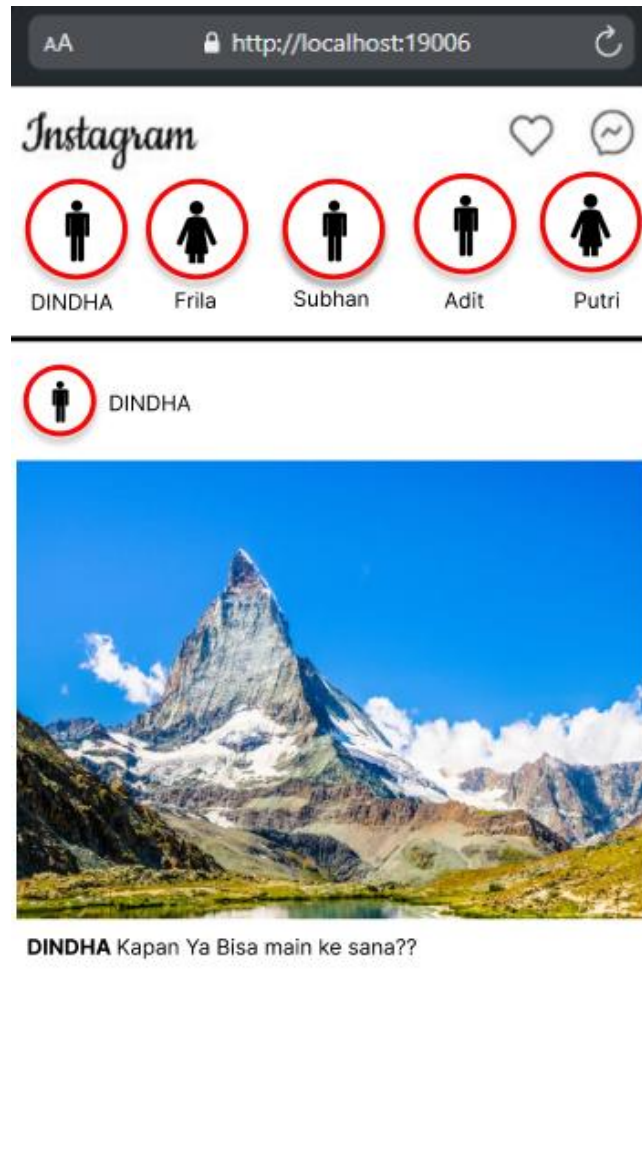 AA http://localhost:19006
Instagram
DINDHA Frila Subhan Adit Putri
DINDHA
DINDHA Kapan Ya Bisa main ke sana??